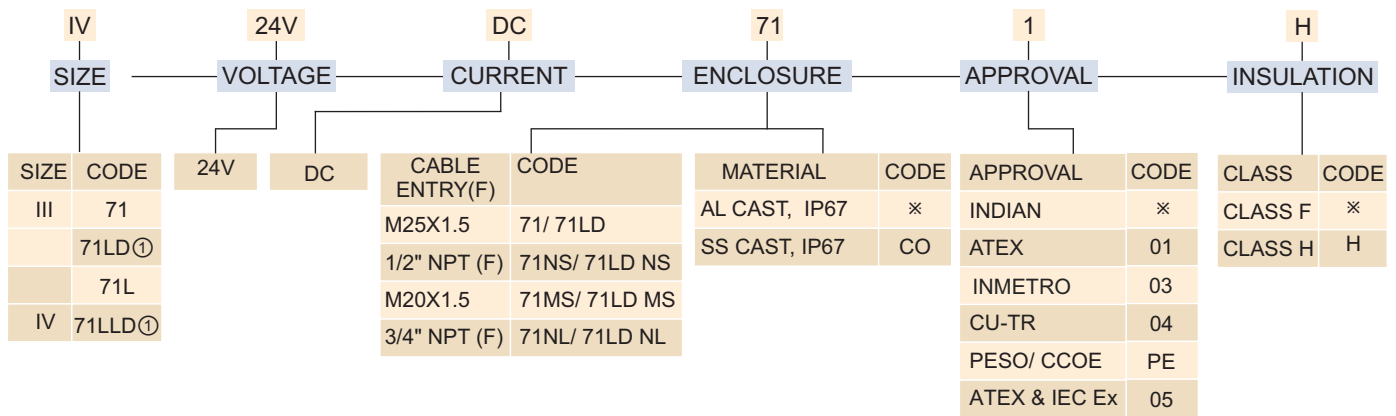 IV 24V DC 71 1 H
SIZE VOLTAGE CURRENT ENCLOSURE APPROVAL INSULATION
SIZE CODE
III 71
71LD①
71L
IV 71LLD①
24V
DC
CABLE ENTRY(F) CODE
M25X1.5 71/ 71LD
1/2" NPT (F) 71NS/ 71LD NS
M20X1.5 71MS/ 71LD MS
3/4" NPT (F) 71NL/ 71LD NL
MATERIAL CODE
AL CAST, IP67 ※
SS CAST, IP67 CO
APPROVAL CODE
INDIAN ※
ATEX 01
INMETRO 03
CU-TR 04
PESO/ CCOE PE
ATEX & IEC Ex 05
CLASS CODE
CLASS F ※
CLASS H H